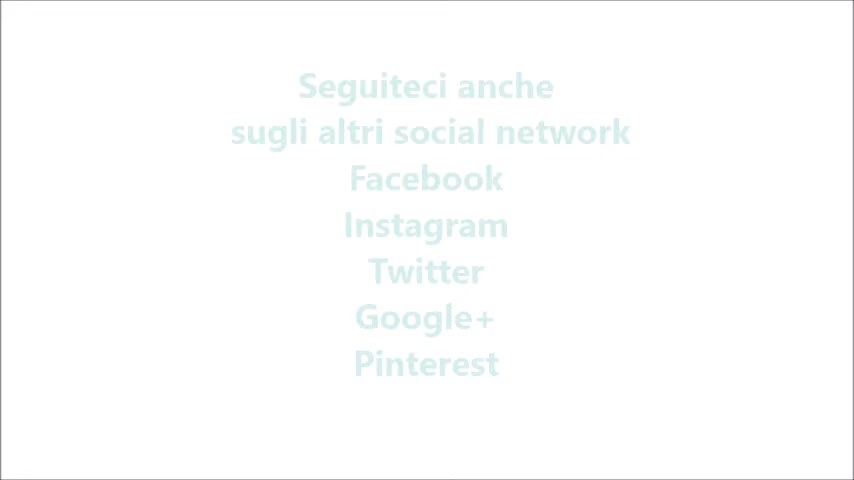 Seguiteci anche
sugli altri social network
Facebook
Instagram
Twitter
Google+
Pinterest